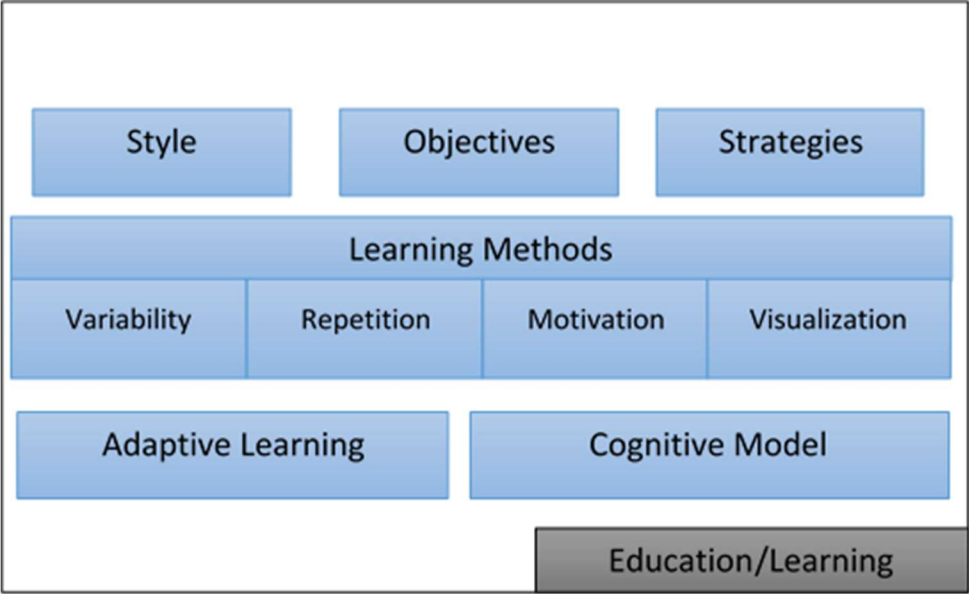 Style
Objectives
Strategies
Learning Methods
Variability
Repetition
Motivation
Visualization
Adaptive Learning
Cognitive Model
Education/Learning